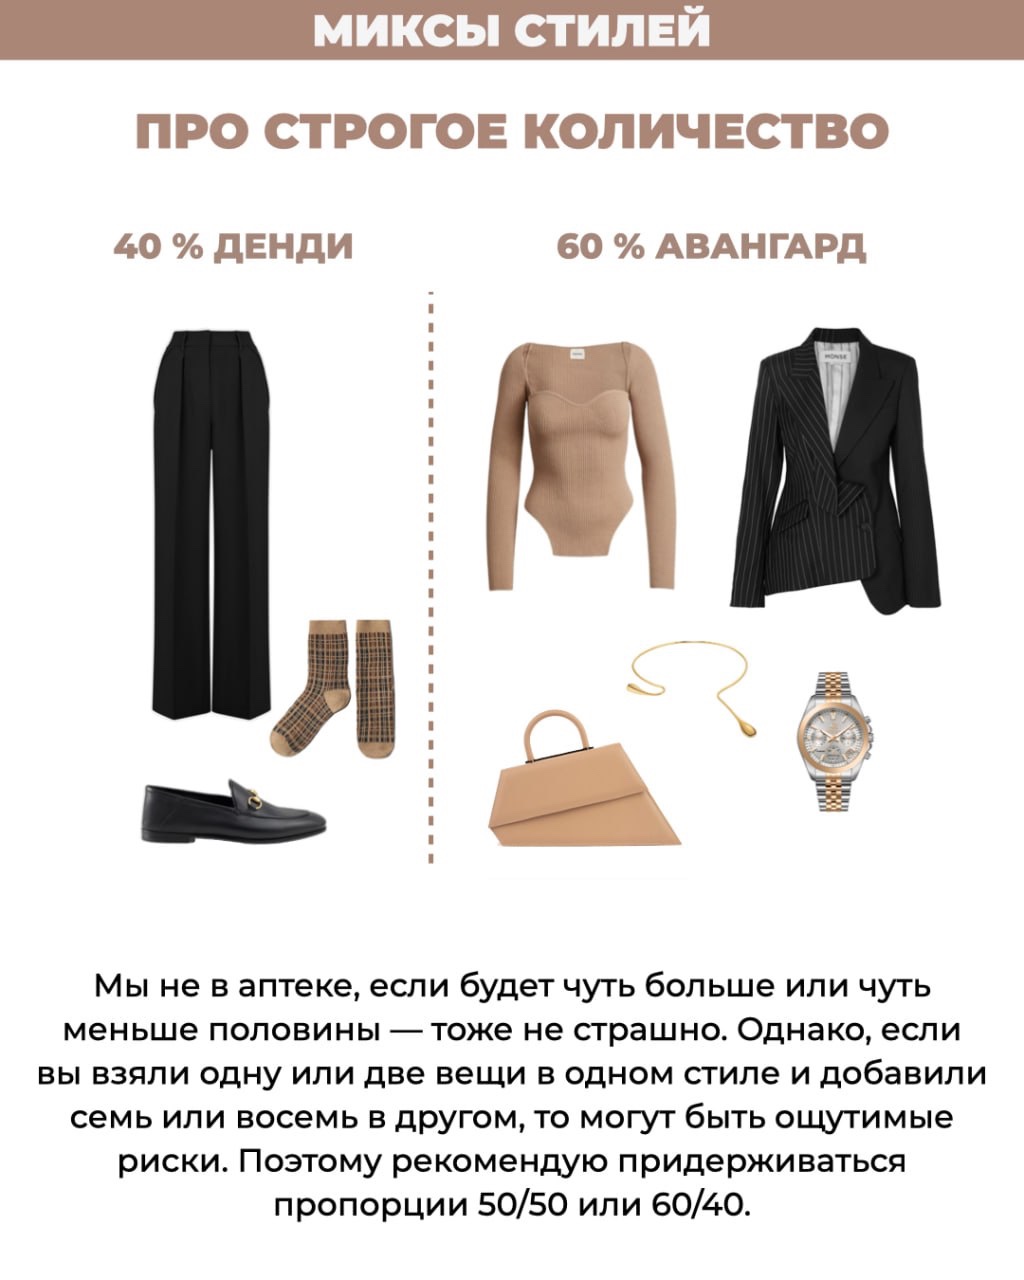 МИКСЫ СТИЛЕЙ
ПРО СТРОГОЕ КОЛИЧЕСТВО
40 % ДЕНДИ
60 % АВАНГАРД
MONSE
Мы не в аптеке, если будет чуть больше или чуть
меньше половины — тоже не страшно. Однако, если
вы взяли одну или две вещи в одном стиле и добавили
семь или восемь в другом, то могут быть ощутимые
риски. Поэтому рекомендую придерживаться
пропорции 50/50 или 60/40.